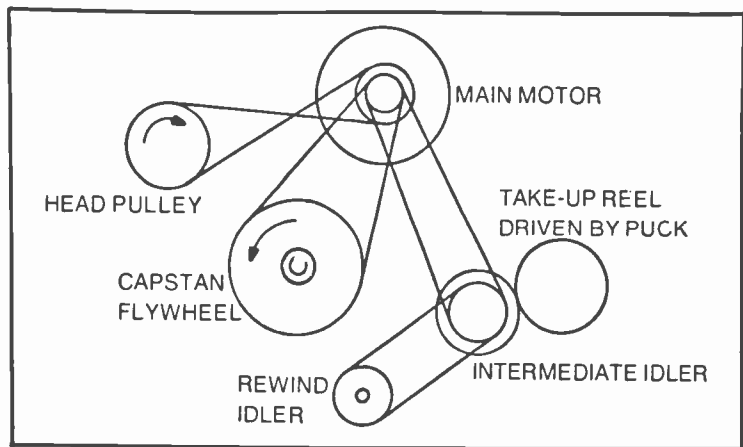 MAIN MOTOR
HEAD PULLEY
TAKE-UP REEL
DRIVEN BY PUCK
CAPSTAN
FLYWHEEL
INTERMEDIATE IDLER
REWIND
IDLER